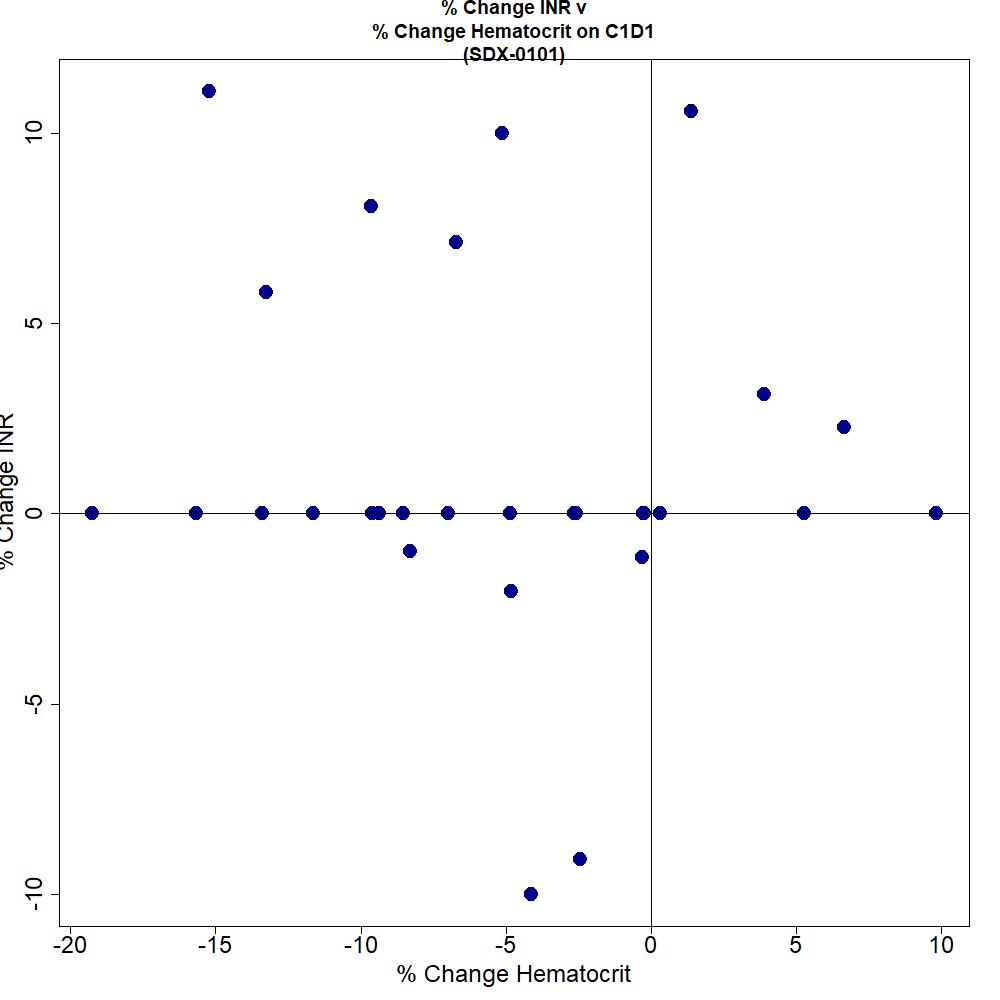 % Change INR v
% Change Hematocrit on C1D1
(SDX-0101)
10
5
0
-5
-10
% Change INR
-20
-15
-10
-5
0
5
10
% Change Hematocrit